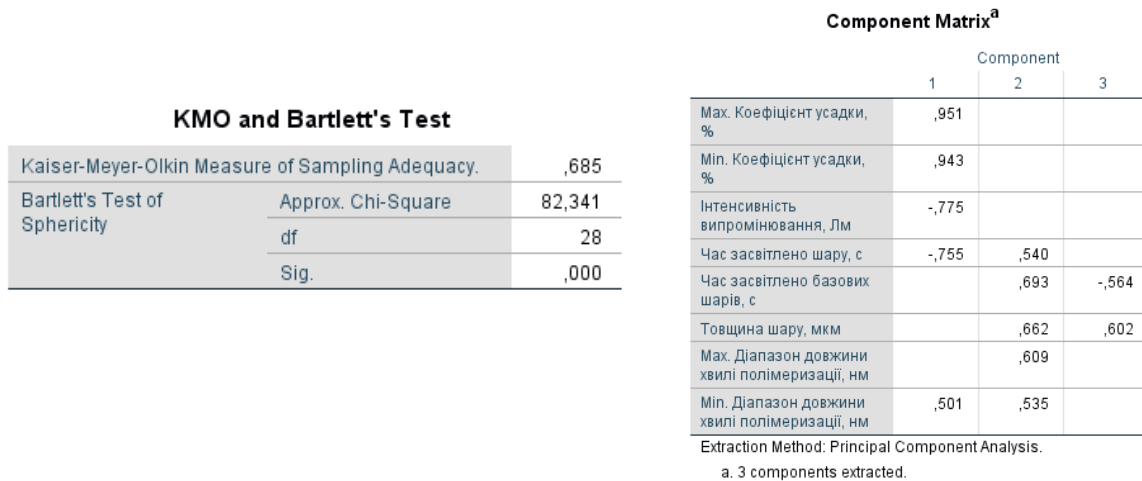 KMO and Bartlett's Test
Kaiser-Meyer-Olkin Measure of Sampling Adequacy. ,685
Bartlett's Test of Approx. Chi-Square 82,341
Sphericity
df 28
Sig. ,000
Component Matrixa
Component
1 2 3
Max. Коефіцієнт усадки, ,951
%
Min. Коефіцієнт усадки, ,943
%
Інтенсивність -,775
випромінювання, Лм
Час засвітлено шару, с -,755 ,540
Час засвітлено базових ,693 -,564
шарів, с
Товщина шару, мкм ,662 ,602
Max. Діапазон довжини ,609
хвилі полімеризації, нм
Min. Діапазон довжини ,501 ,535
хвилі полімеризації, нм
Extraction Method: Principal Component Analysis.
a. 3 components extracted.